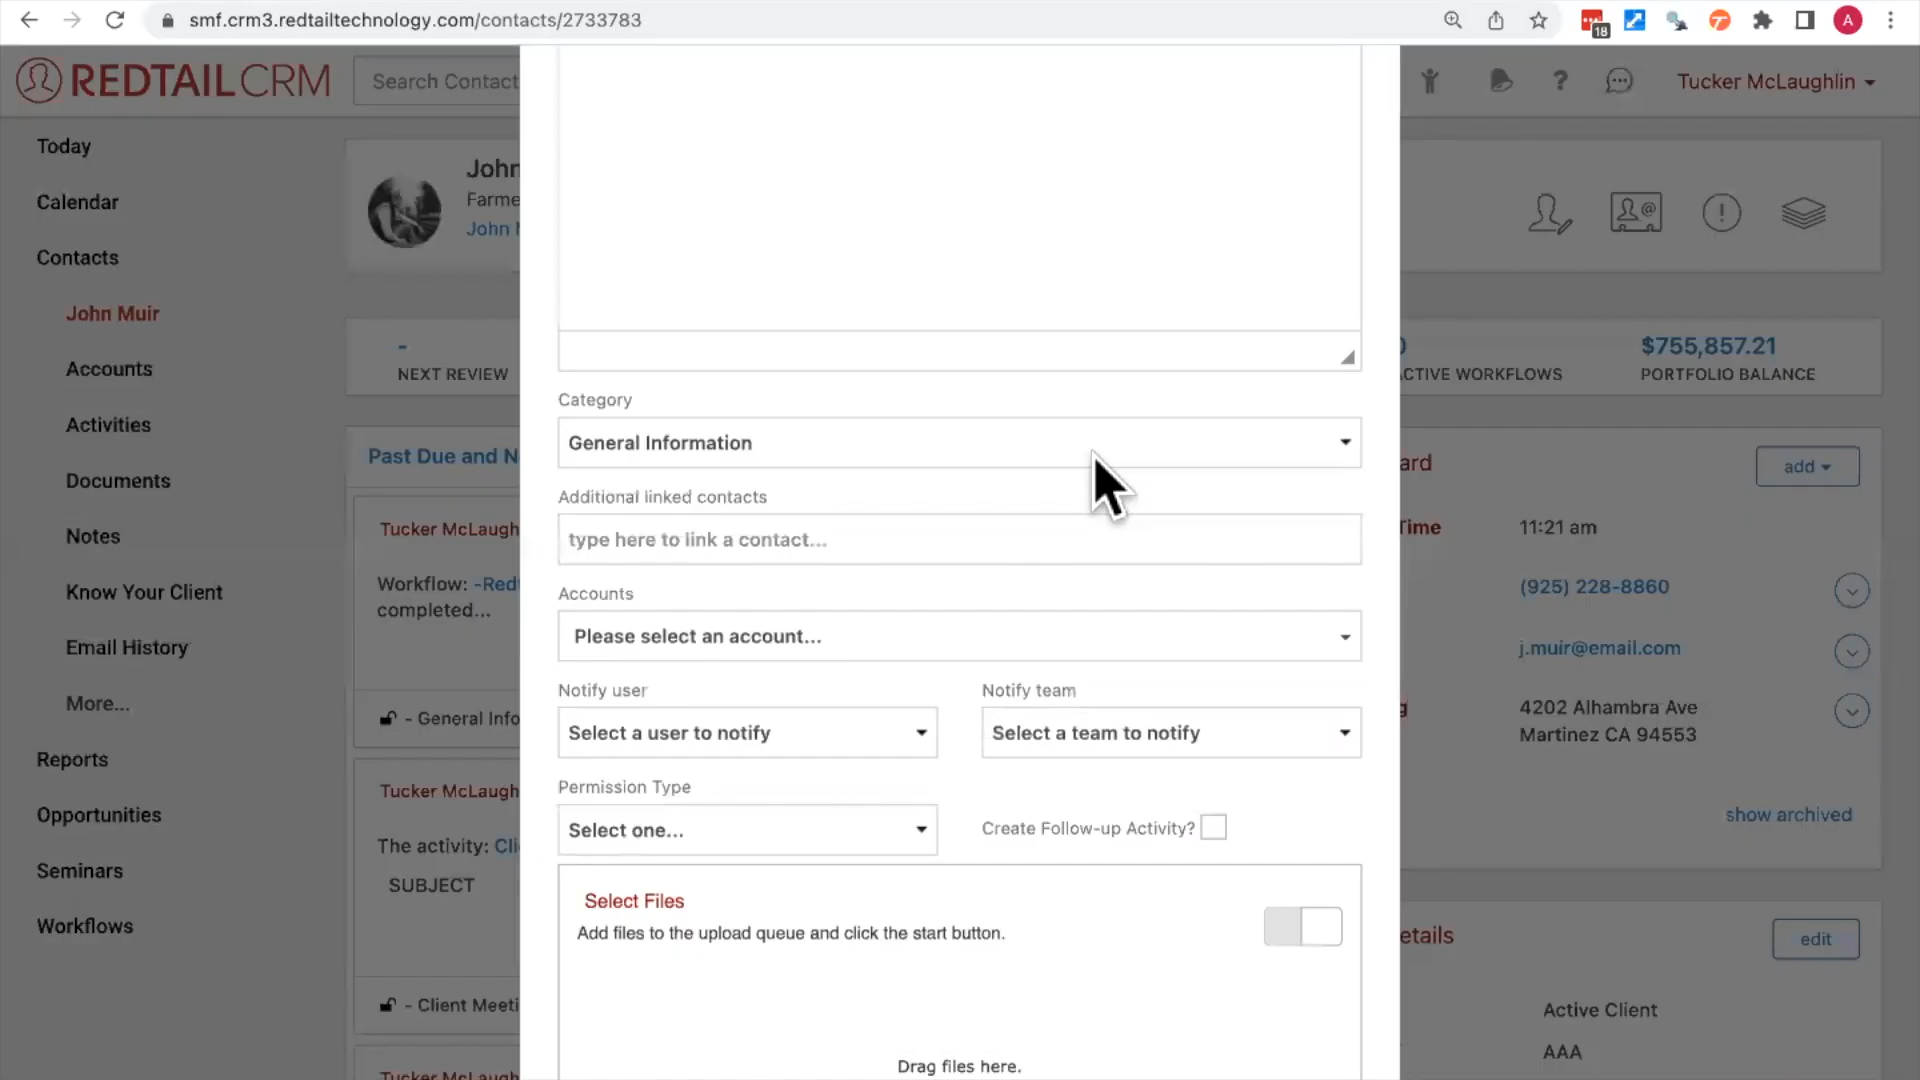 smf.crm3.redtailtechnology.com/contacts/2733783
18
A
REDTAILCRM
Search Contact
Tucker McLaughlin
Today
Calendar
Contacts
John Muir
Accounts
Activities
Documents
Notes
Know Your Client
Email History
More...
Reports
Opportunities
Seminars
Workflows
John
Farme
John
NEXT REVIEW
CTIVE WORKFLOWS
$755,857.21
PORTFOLIO BALANCE
Past Due and N
Tucker McLaugh
Workflow: -Redt
completed...
- General Info
Tucker McLaugh
The activity: Cli
SUBJECT
- Client Meeti
Tucker McLaugh
Category
General Information
Additional linked contacts
type here to link a contact...
Accounts
Please select an account...
Notify user
Notify team
Select a user to notify
Select a team to notify
Permission Type
Select one...
Create Follow-up Activity?
Select Files
Add files to the upload queue and click the start button.
Drag files here.
ard
add
Time
11:21 am
(925) 228-8860
j.muir@email.com
g
4202 Alhambra Ave
Martinez CA 94553
show archived
etails
edit
Active Client
AAA